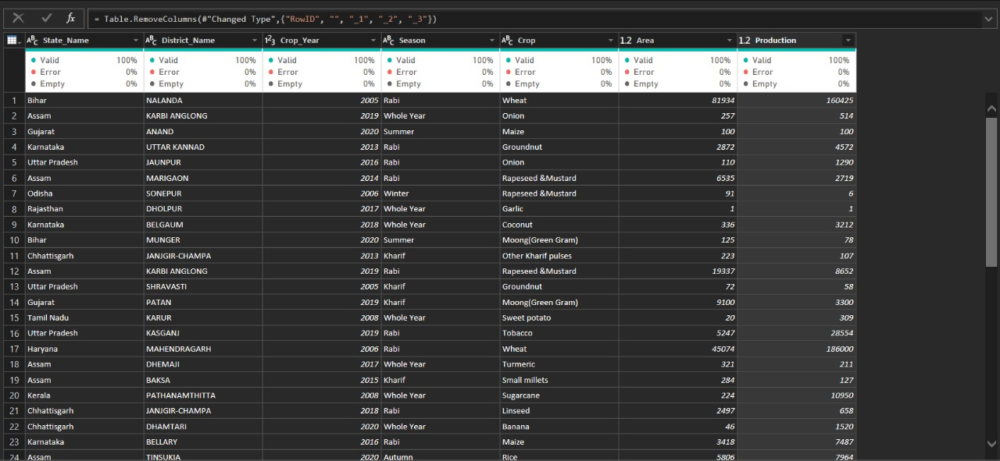 fx = Table.RemoveColumns(#"Changed Type",{"RowID", "", "_1", "_2", "_3"})
ABC State_Name ABC District_Name 123 Crop_Year ABC Season ABC Crop 1.2 Area 1.2 Production
Valid 100% Valid 100% Valid 100% Valid 100% Valid 100% Valid 100% Valid 100%
Error 0% Error 0% Error 0% Error 0% Error 0% Error 0% Error 0%
Empty 0% Empty 0% Empty 0% Empty 0% Empty 0% Empty 0% Empty 0%
1 Bihar NALANDA 2005 Rabi Wheat 81934 160425
2 Assam KARBI ANGLONG 2019 Whole Year Onion 257 514
3 Gujarat ANAND 2020 Summer Maize 100 100
4 Karnataka UTTAR KANNAD 2013 Rabi Groundnut 2872 4572
5 Uttar Pradesh JAUNPUR 2016 Rabi Onion 110 1290
6 Assam MARIGAON 2014 Rabi Rapeseed &Mustard 6535 2719
7 Odisha SONEPUR 2006 Winter Rapeseed &Mustard 91 6
8 Rajasthan DHOLPUR 2017 Whole Year Garlic 1 1
9 Karnataka BELGAUM 2018 Whole Year Coconut 336 3212
10 Bihar MUNGER 2020 Summer Moong(Green Gram) 125 78
11 Chhattisgarh JANJGIR-CHAMPA 2013 Kharif Other Kharif pulses 223 107
12 Assam KARBI ANGLONG 2019 Rabi Rapeseed &Mustard 19337 8652
13 Uttar Pradesh SHRAVASTI 2005 Kharif Groundnut 72 58
14 Gujarat PATAN 2019 Kharif Moong(Green Gram) 9100 3300
15 Tamil Nadu KARUR 2008 Whole Year Sweet potato 20 309
16 Uttar Pradesh KASGANJ 2019 Rabi Tobacco 5247 28554
17 Haryana MAHENDRAGARH 2006 Rabi Wheat 45074 186000
18 Assam DHEMAJI 2017 Whole Year Turmeric 321 211
19 Assam BAKSA 2015 Kharif Small millets 284 127
20 Kerala PATHANAMTHITTA 2008 Whole Year Sugarcane 224 10950
21 Chhattisgarh JANJGIR-CHAMPA 2018 Rabi Linseed 2497 658
22 Chhattisgarh DHAMTARI 2020 Whole Year Banana 46 1520
23 Karnataka BELLARY 2016 Rabi Maize 3418 7487
24 Assam TINSUKIA 2020 Autumn Rice 5806 7964